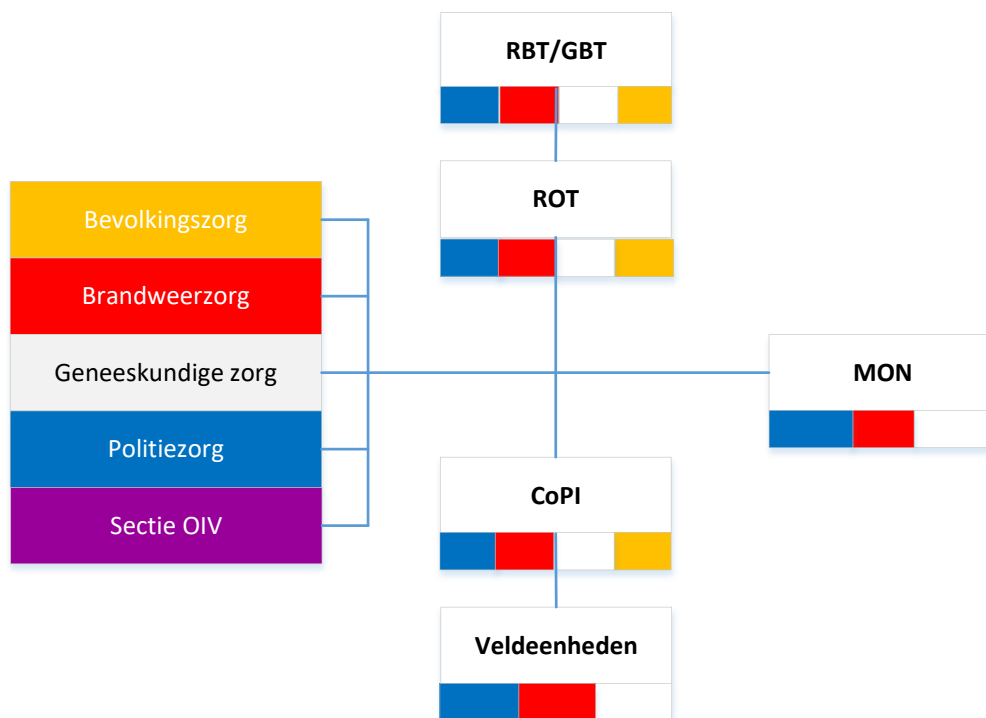 RBT/GBT
ROT
Bevolkingszorg
Brandweerzorg
Geneeskundige zorg
Politiezorg
Sectie OIV
MON
CoPI
Veldeenheden